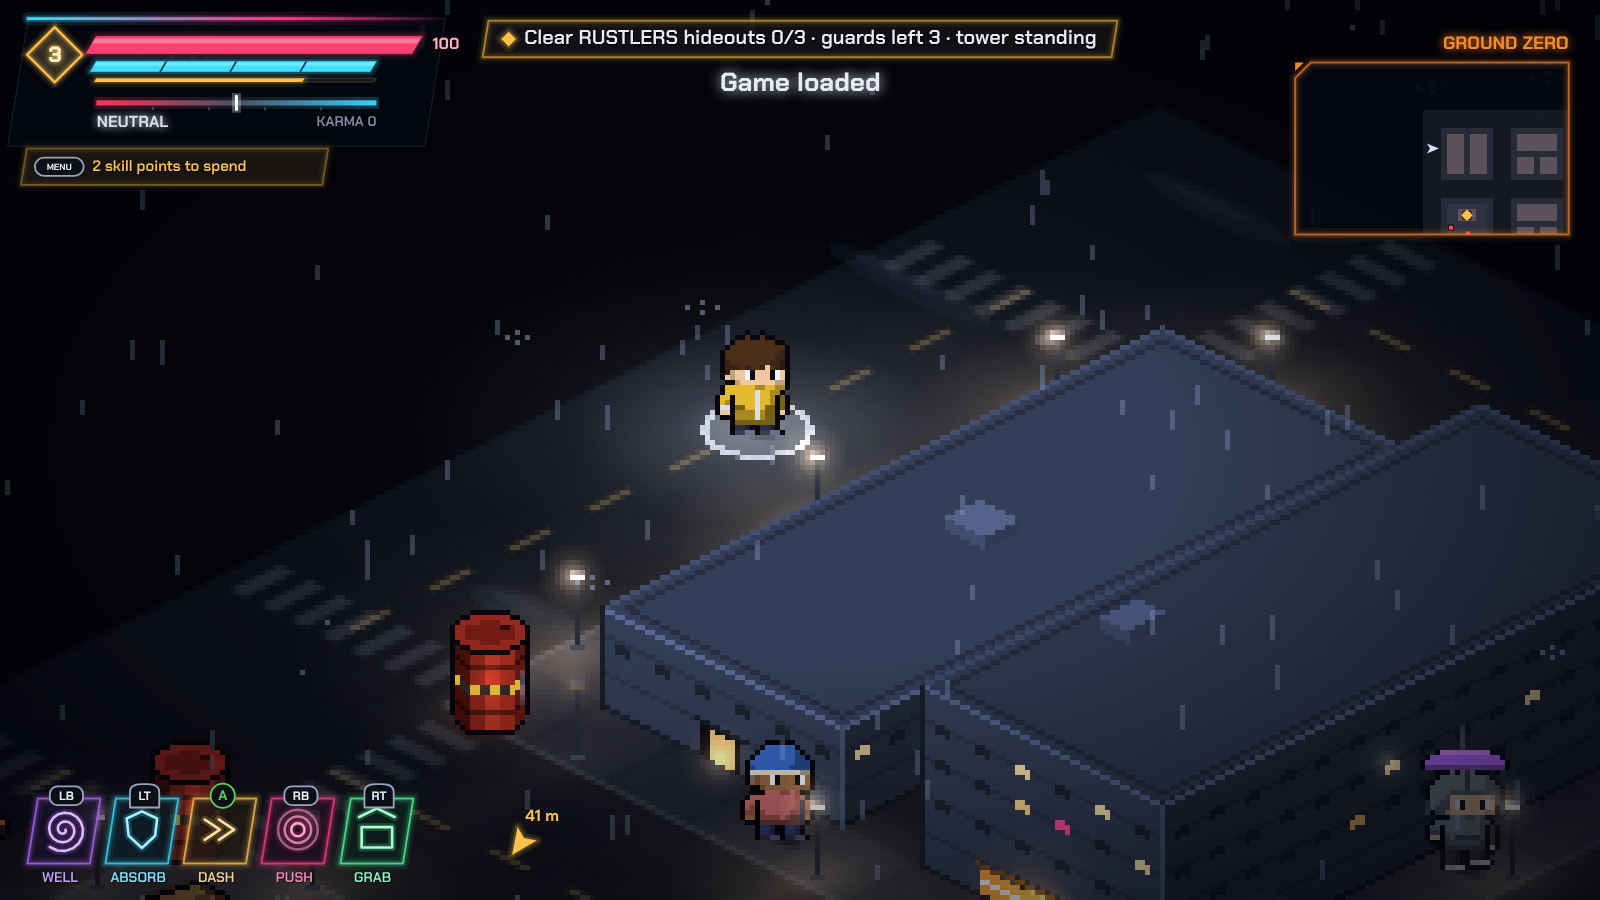 3
100
NEUTRAL
KARMA 0
MENU
2 skill points to spend
Clear RUSTLERS hideouts 0/3 · guards left 3 · tower standing
Game loaded
GROUND ZERO
41 m
LB
LT
A
RB
RT
WELL
ABSORB
DASH
PUSH
GRAB